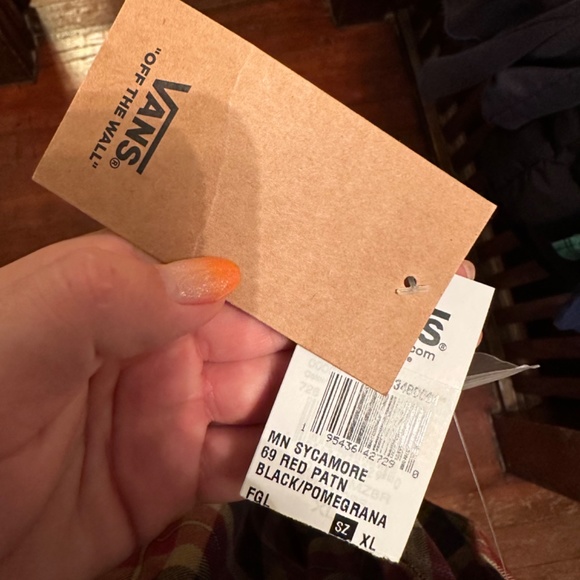 VANS®
"OFF THE WALL"
S®
com
34BD
1 95436 42729 0
MN SYCAMORE
69 RED PATN
BLACK/POMEGRANA
FGL SZ XL